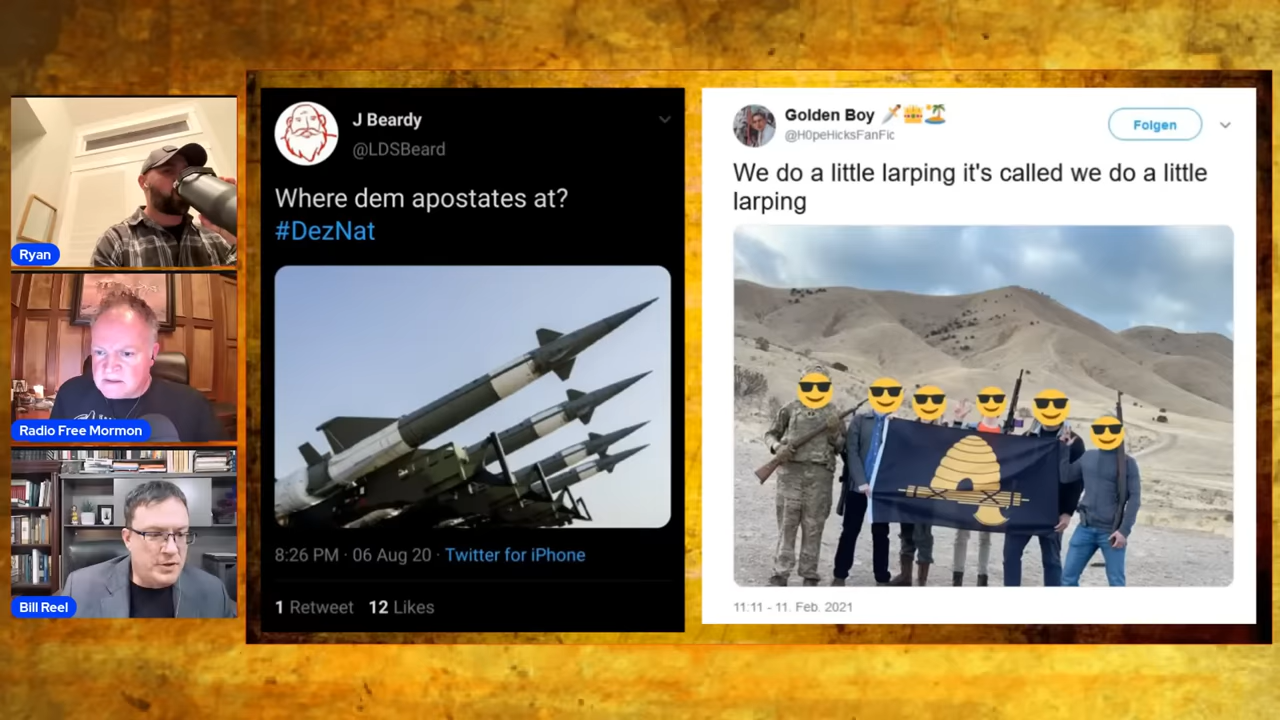 Ryan
Radio Free Mormon
Bill Reel
J Beardy
@LDSBeard
Where dem apostates at?
#DezNat
8:26 PM · 06 Aug 20 · Twitter for iPhone
1 Retweet 12 Likes
Golden Boy
@H0peHicksFanFic
Folgen
We do a little larping it's called we do a little
larping
11:11 - 11. Feb. 2021